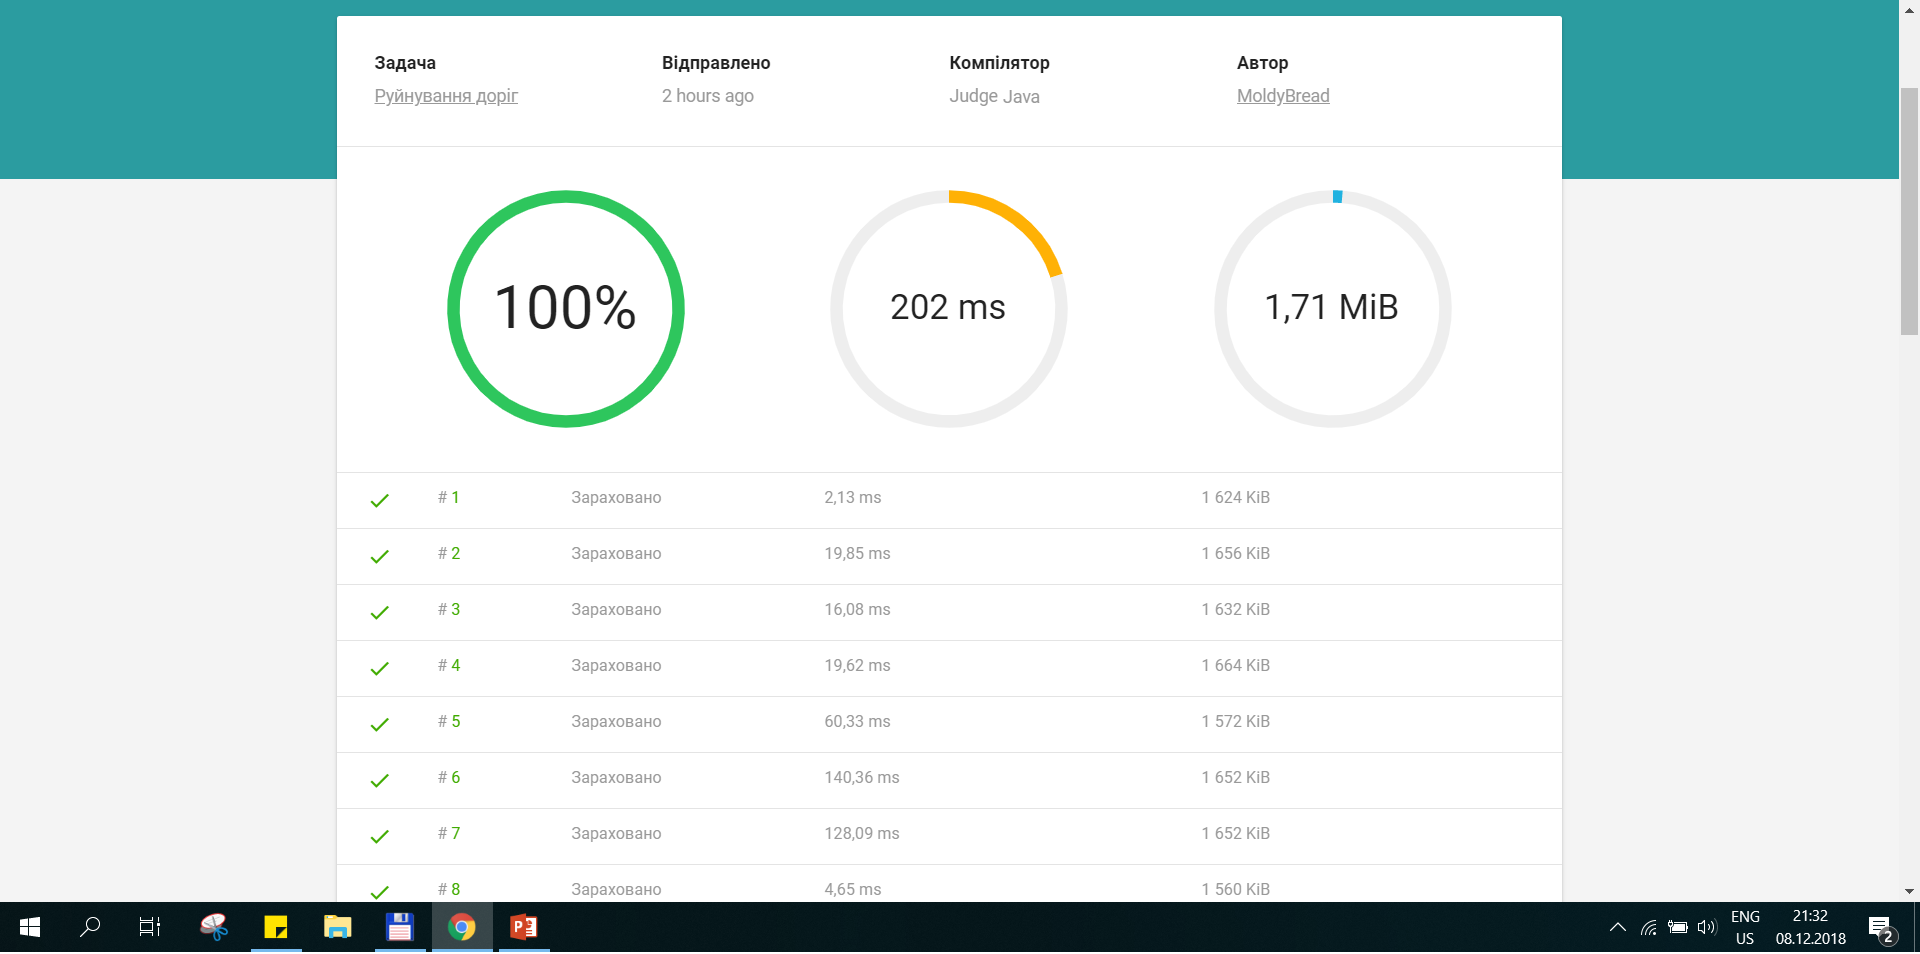 Задача Відправлено Компілятор Автор
Руйнування доріг 2 hours ago Judge Java MoldyBread
100% 202 ms 1,71 MiB
# 1 Зараховано 2,13 ms 1 624 KiB
# 2 Зараховано 19,85 ms 1 656 KiB
# 3 Зараховано 16,08 ms 1 632 KiB
# 4 Зараховано 19,62 ms 1 664 KiB
# 5 Зараховано 60,33 ms 1 572 KiB
# 6 Зараховано 140,36 ms 1 652 KiB
# 7 Зараховано 128,09 ms 1 652 KiB
# 8 Зараховано 4,65 ms 1 560 KiB
ENG 21:32
US 08.12.2018 2